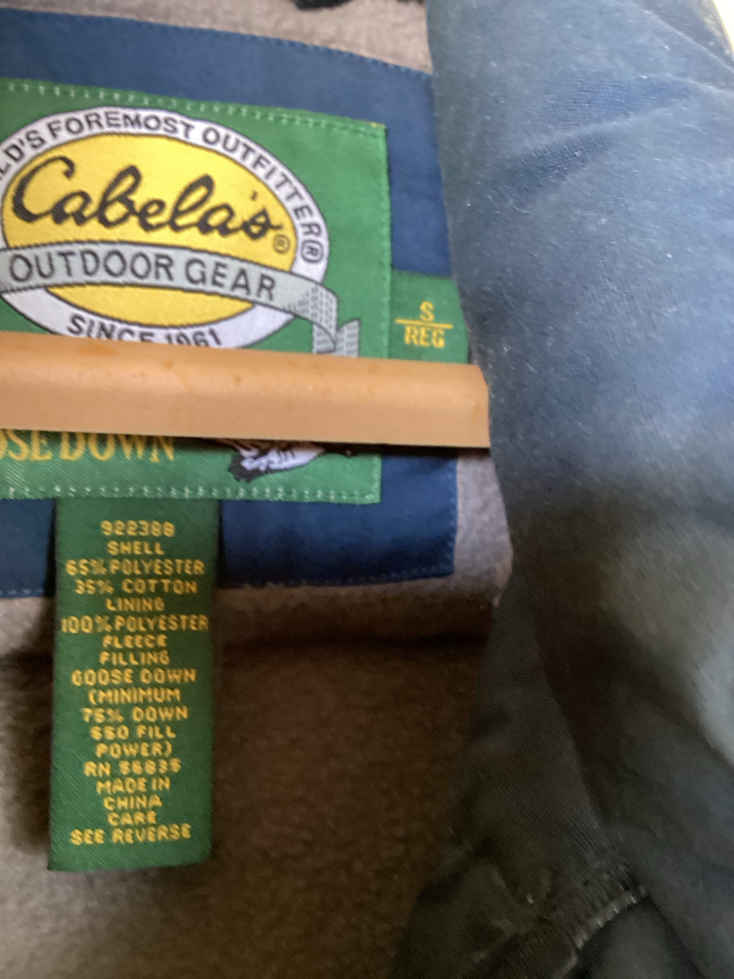 LD'S FOREMOST OUTFITTER®
Cabela's®
OUTDOOR GEAR
SINCE 1961
S
REG
OSE DOWN
922388
SHELL
65% POLYESTER
35% COTTON
LINING
100% POLYESTER
FLEECE
FILLING
GOOSE DOWN
(MINIMUM
75% DOWN
550 FILL
POWER)
RN 56835
MADE IN
CHINA
CARE
SEE REVERSE